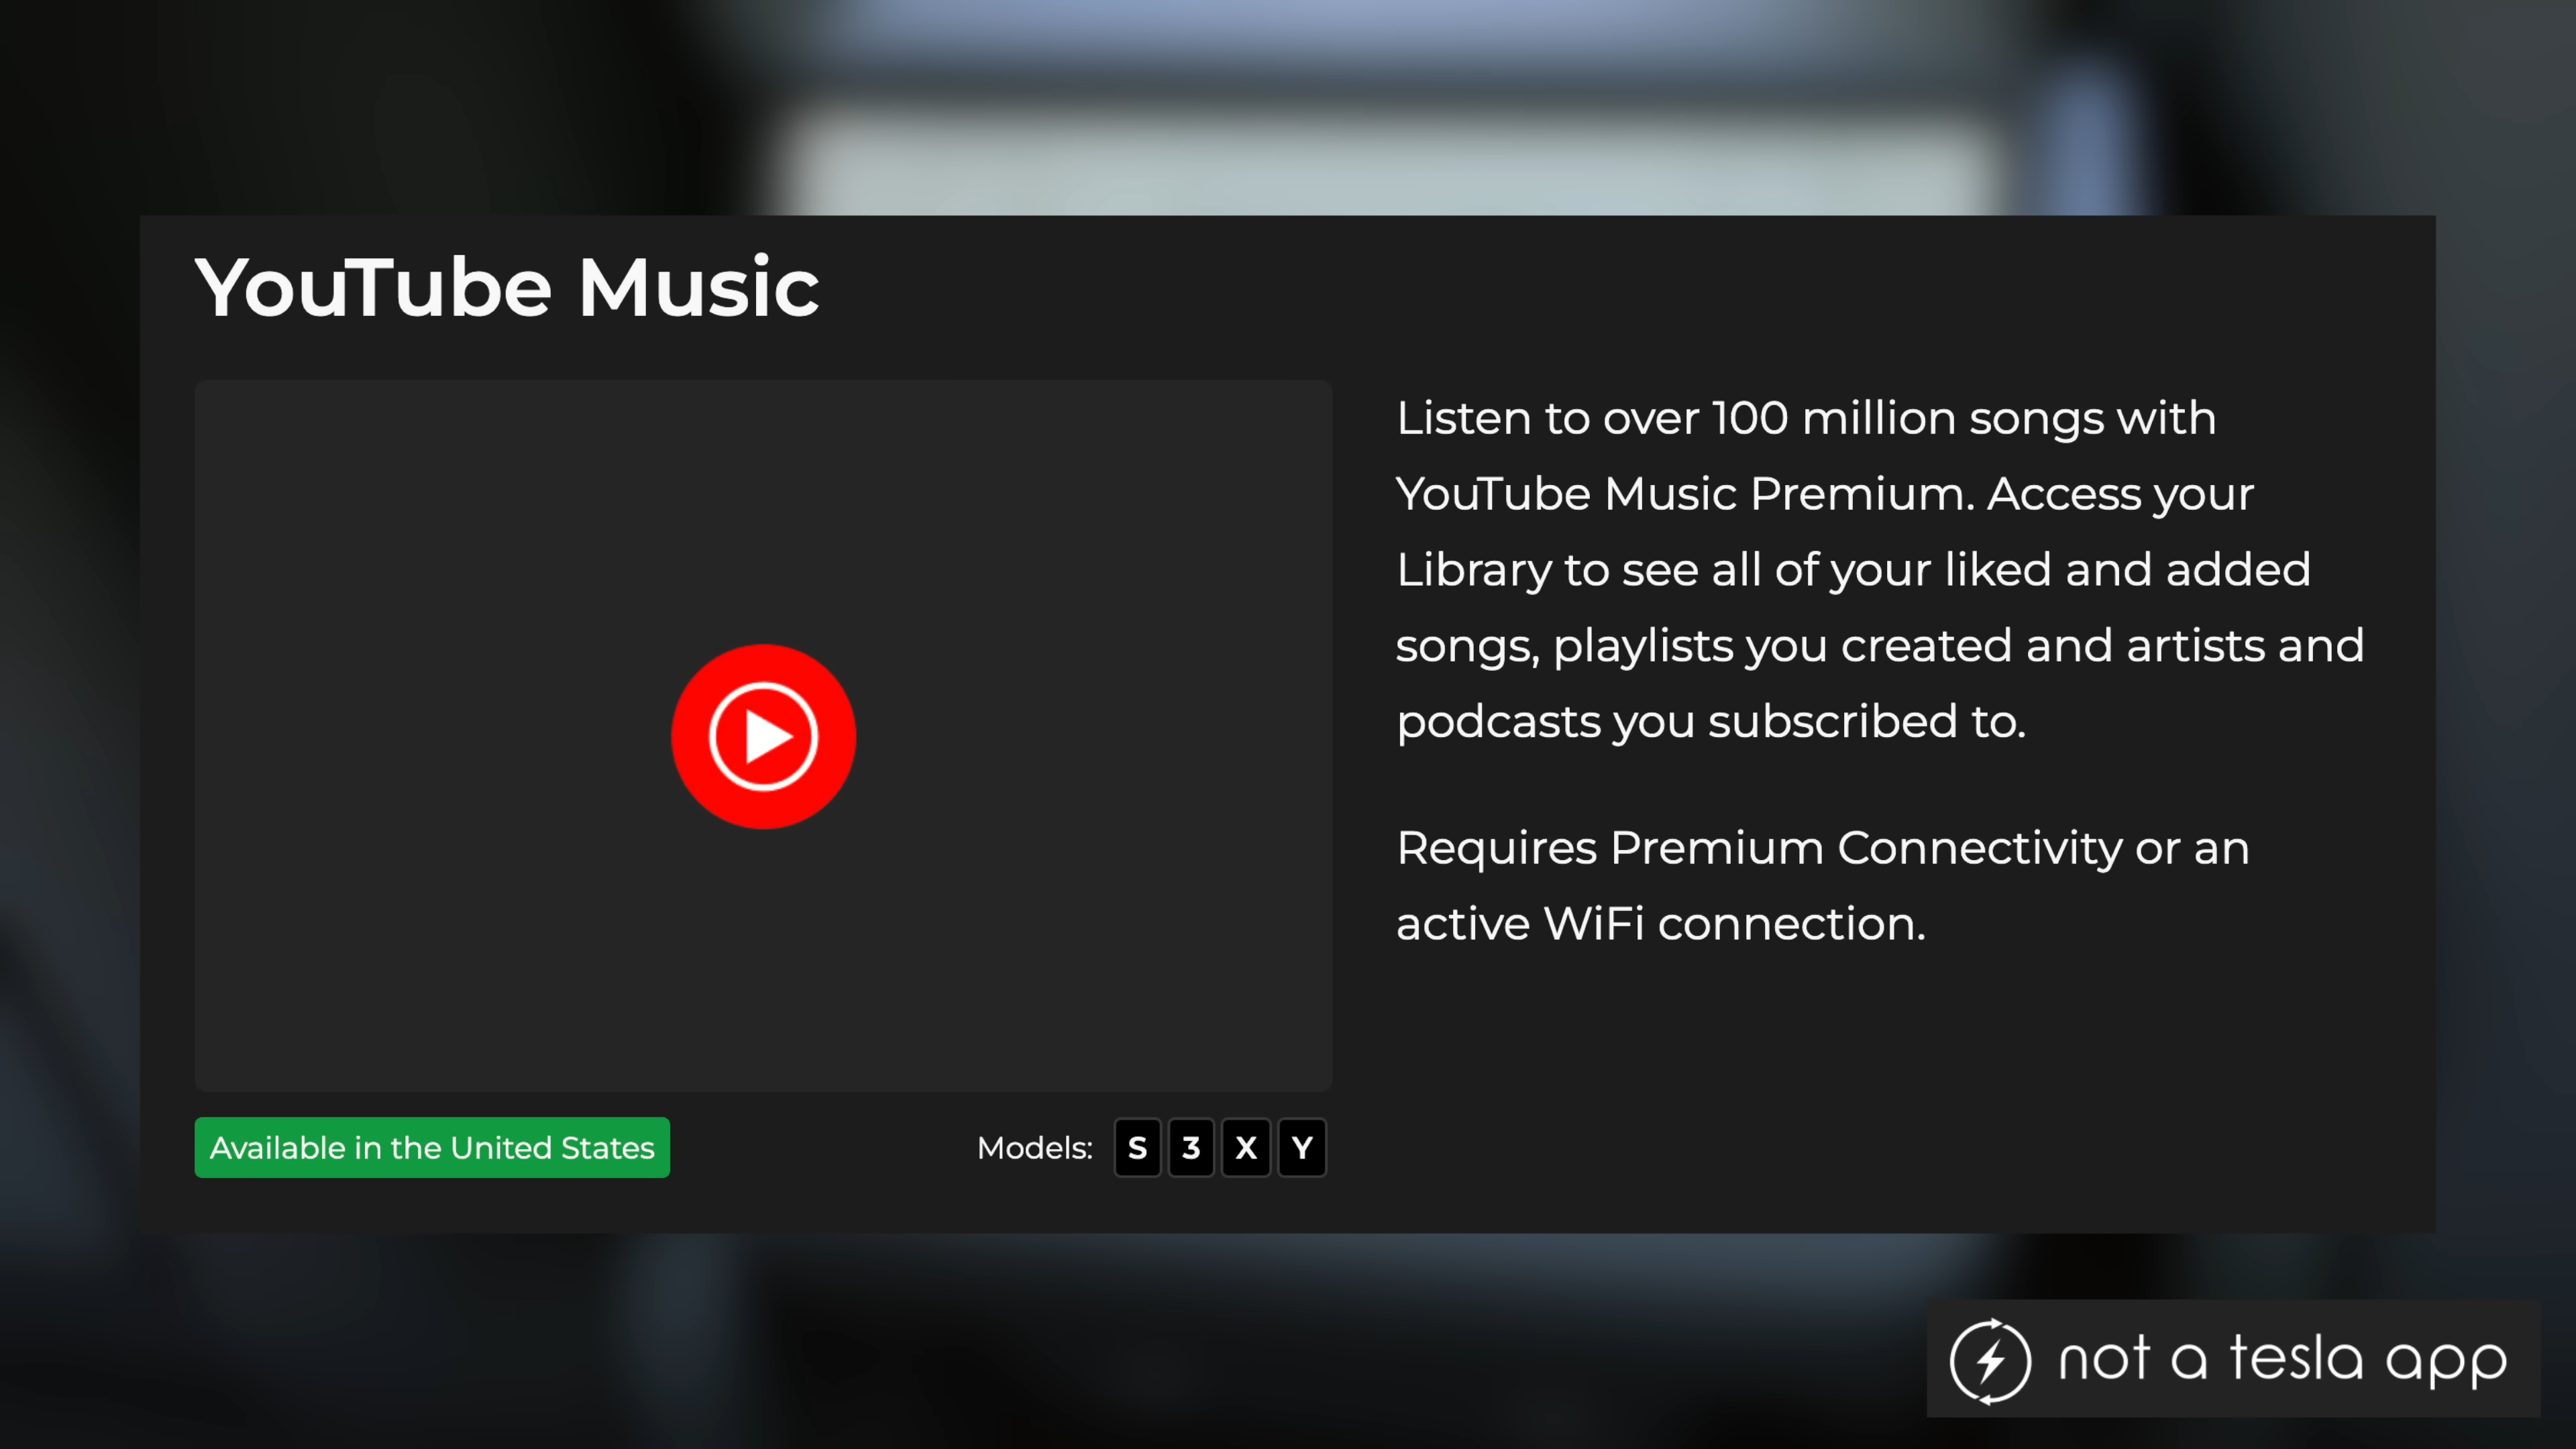 YouTube Music
Listen to over 100 million songs with
YouTube Music Premium. Access your
Library to see all of your liked and added
songs, playlists you created and artists and
podcasts you subscribed to.
Requires Premium Connectivity or an
active WiFi connection.
Available in the United States
Models: S 3 X Y
not a tesla app